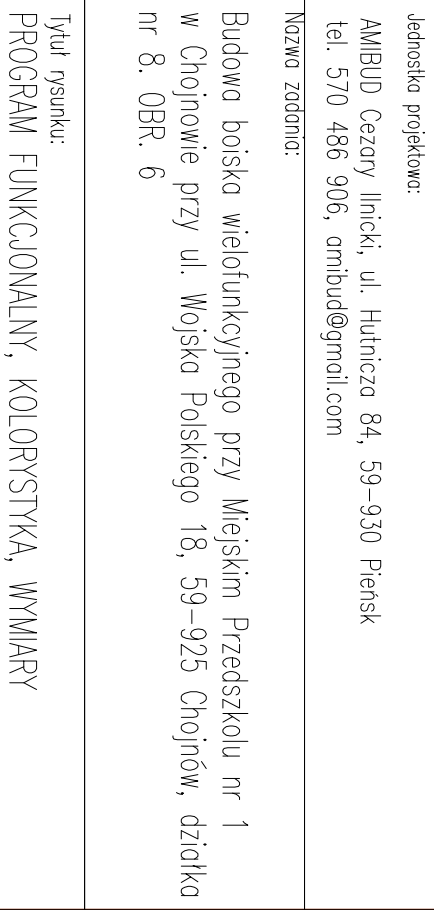 Jednostka projektowa:
AMIBUD Cezary Ilnicki, ul. Hutnicza 84, 59-930 Pieńsk
tel. 570 486 906, amibud@gmail.com
Nazwa zadania:
Budowa boiska wielofunkcyjnego przy Miejskim Przedszkolu nr 1
w Chojnowie przy ul. Wojska Polskiego 18, 59-925 Chojnów, działka
nr 8. OBR. 6
Tytuł rysunku:
PROGRAM FUNKCJONALNY, KOLORYSTYKA, WYMIARY